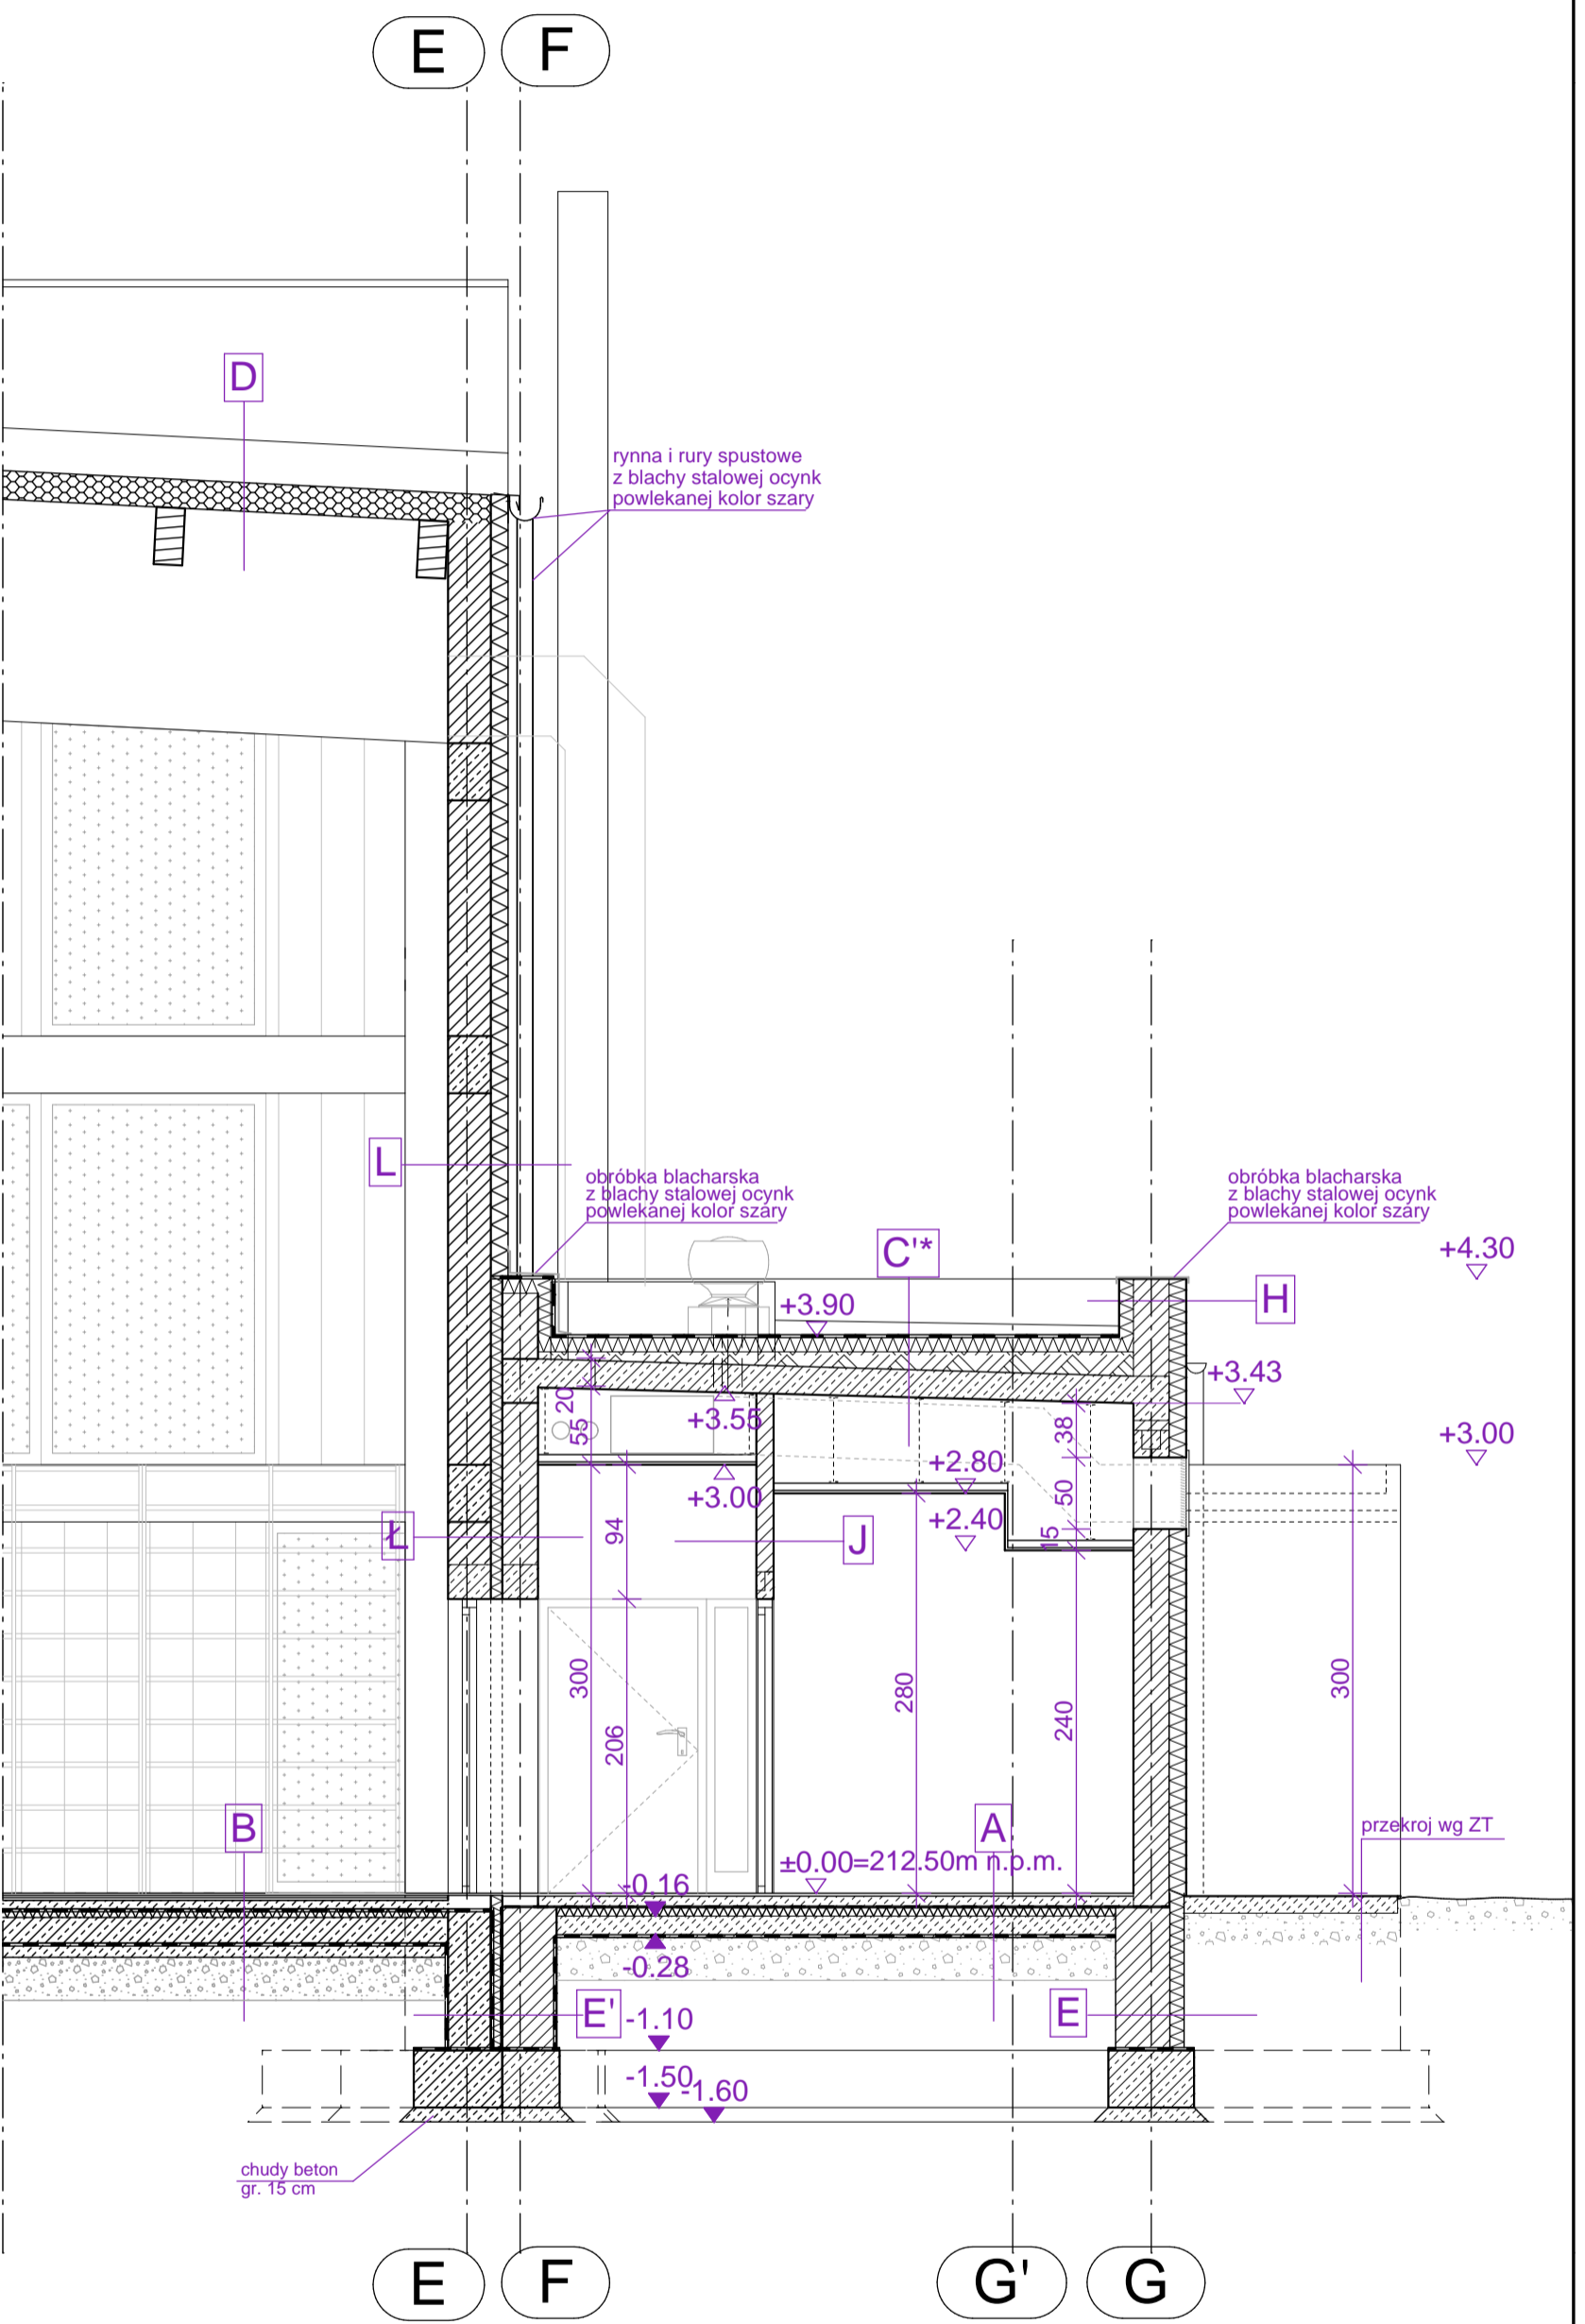 E
F
D
rynna i rury spustowe
z blachy stalowej ocynk
powlekanej kolor szary
L
obróbka blacharska
z blachy stalowej ocynk
powlekanej kolor szary
C'*
obróbka blacharska
z blachy stalowej ocynk
powlekanej kolor szary
+4.30
H
+3.90
+3.43
20
+3.55
55
38
+3.00
+2.80
+3.00
50
+2.40
Ł
94
J
15
300
280
300
206
240
B
A
przekroj wg ZT
±0.00=212.50m n.p.m.
-0.16
-0.28
E'
-1.10
E
-1.50
-1.60
chudy beton
gr. 15 cm
E
F
G'
G